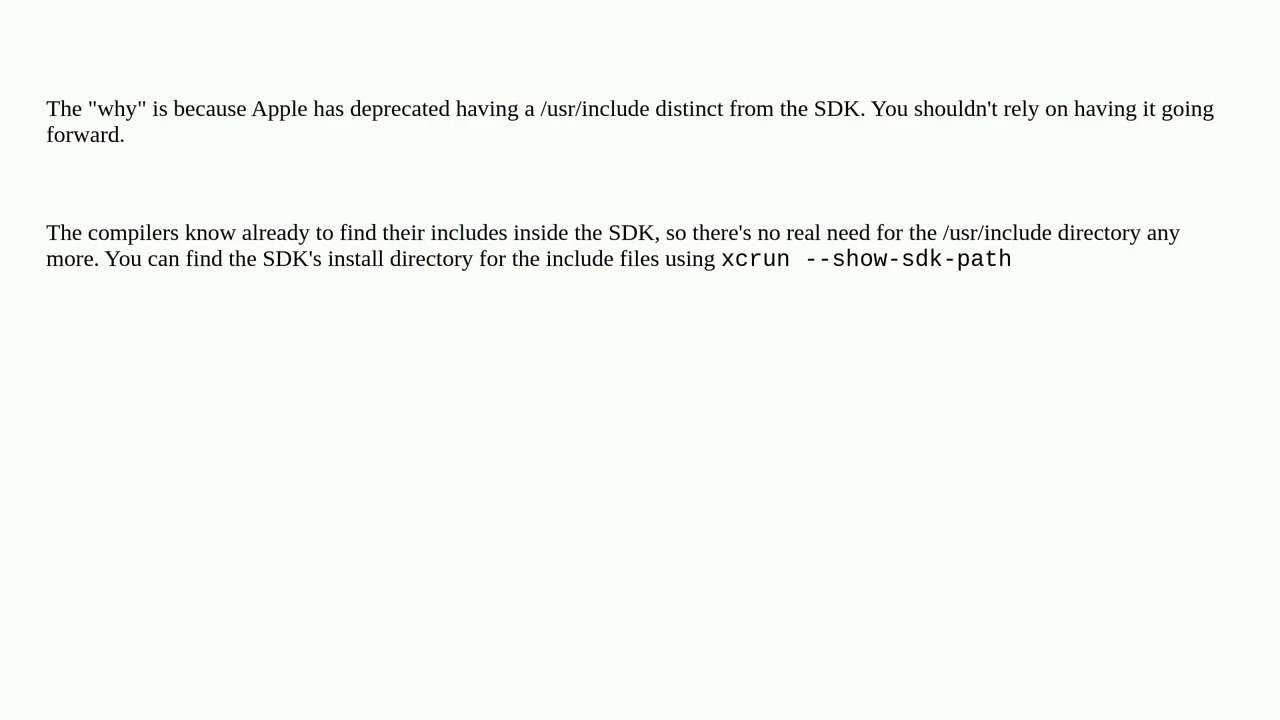 The "why" is because Apple has deprecated having a /usr/include distinct from the SDK. You shouldn't rely on having it going
forward.
The compilers know already to find their includes inside the SDK, so there's no real need for the /usr/include directory any
more. You can find the SDK's install directory for the include files using xcrun --show-sdk-path